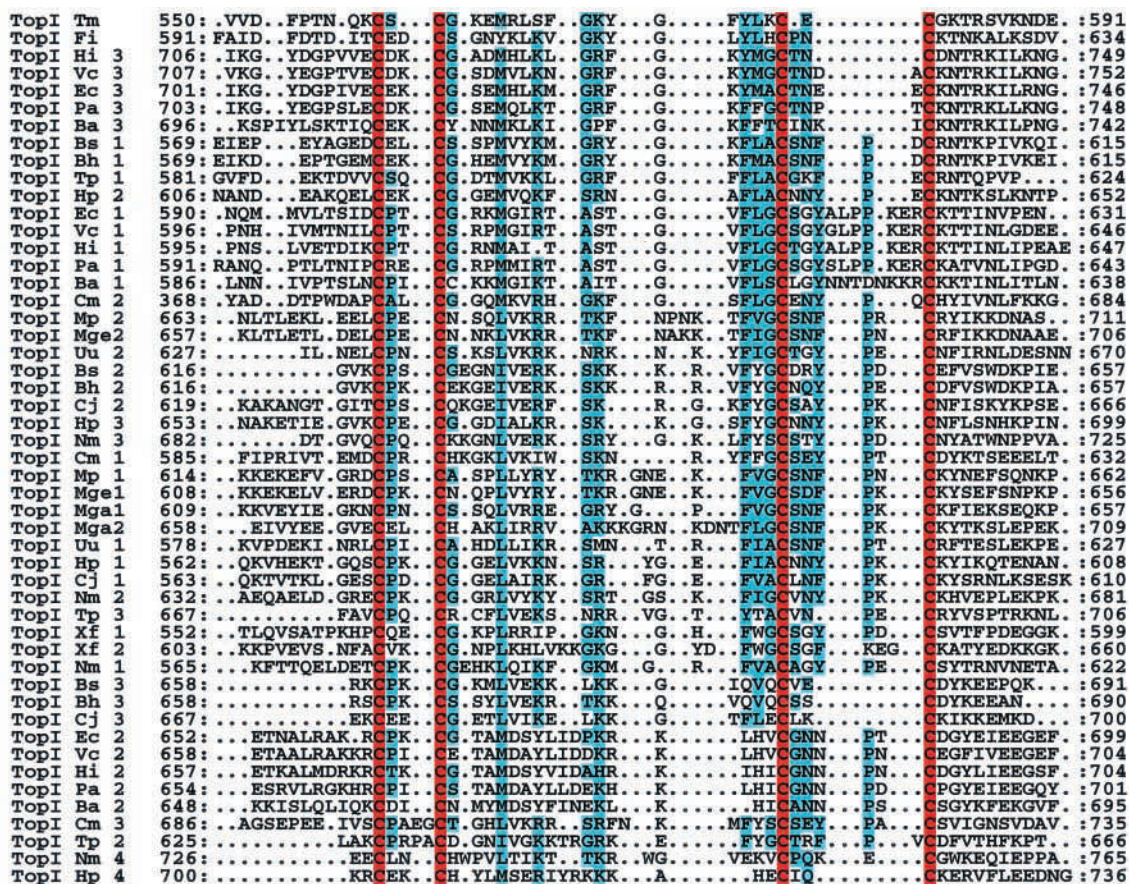 TopI Tm 550:..VVD..FPTN.QKCS...CG.KEMRLSF..GKY...G......FYLKC.E.........CGKTRSVKNDE.:591
TopI Fi 591:FAID..FDTD.ITCED..CS.GNYKLKV..GKY...G......LYLHCPN.........CKTNKALKSDV.:634
TopI Hi 3 706:.IKG..YDGPVVECDK..CG.ADMHLKL..GRF...G......KYMGCTN.........CDNTRKILKNG.:749
TopI Vc 3 707:.VKG.YEGPTVECDK..CG.SDMVLKN..GRF...G.....KYMGCTND......ACKNTRKILKNG.:752
TopI Ec 3 701:.IKG..YDGPIVECEK..CG.SEMHLKM..GRF...G.....KYMACTNE......ECKNTRKILRNG.:746
TopI Pa 3 703:.IKG..YEGPSLECDK..CG.SEMQLKT..GRF...G.....KFFGCTNP......TCKNTRKLLKNG.:748
TopI Ba 3 696:..KSPIYLSKTIQCEK..CY.NNMKLKI..GPF...G.....KFFTCINK......ICKNTRKILPNG.:742
TopI Bs 1 569:EIEP...EYAGEDCEL..CS.SPMVYKM..GRY...G.....KFLACSNF...P..DCRNTKPIVKQI.:615
TopI Bh 1 569:EIKD...EPTGEMCEK..CG.HEMVYKM..GRY...G.....KFMACSNF...P..DCRNTKPIVKEI.:615
TopI Tp 1 581:GVFD...EKTDVVCSQ..CG.DTMVKKL..GRF...G.....FFLACGKF...P..ECRNTQPVP....:624
TopI Hp 2 606:NAND...EAKQELCEK..CG.GEMVQKF..SRN...G.....AFLACNNY...P..ECKNTKSLKNTP.:652
TopI Ec 1 590:.NQM..MVLTSIDCPT..CG.RKMGIRT..AST...G.....VFLGCSGYALPP.KERCKTTINVPEN.:631
TopI Vc 1 596:.PNH..IVMTNILCPT..CS.RPMGIRT..AST...G.....VFLGCSGYGLPP.KERCKTTINLGDEE.:646
TopI Hi 1 595:.PNS..LVETDIKCPT..CG.RNMAI.T..AST...G.....VFLGCTGYALPP.KERCKTTINLIPEAE:647
TopI Pa 1 591:RANQ..PTLTNIPCRE..CG.RPMMIRT..AST...G.....VFLGCSGYSLPP.KERCKATVNLIPGD.:643
TopI Ba 1 586:.LNN..IVPTSLNCPI..CC.KKMGIKT..AIT...G.....VFLSCLGYNNTDNKKRCKKTINLITLN.:638
TopI Cm 2 368:.YAD..DTPWDAPCAL..CG.GQMKVRH..GKF...G.....SFLGCENY...P..QCHYIVNLFKKG.:684
TopI Mp 2 663:...NLTLEKL.EELCPE..CN.SQLVKRR..TKF...NPNK...TFVGCSNF...PR...CRYIKKDNAS..:711
TopI Mge2 657:...KLTLETLDELCPE..CN.NKLVKRR..TKF...NAKK...TFIGCSNF...PN...CRFIKKDNAAE.:706
TopI Uu 2 627:.......IL.NELCPN..CS.KSLVKRK..NRK...N..K...YFIGCTGY...PE...CNFIRNLDESNN:670
TopI Bs 2 616:..........GVKCPS..CGEGNIVERK..SKK...K..R...VFYGCDRY...PE...CEFVSWDKPIE.:657
TopI Bh 2 616:..........GVKCPK..CEKGEIVERK..SKK...R..R...VFYGCNQY...PE...CDFVSWDKPIA.:657
TopI Cj 2 619:..KAKANGT.GITCPS..CQKGEIVERF..SK....R..G..KFYGCSAY...PK...CNFISKYKPSE.:666
TopI Hp 3 653:..NAKETIE.GVKCPE..CG.GDIALKR..SK....K..G..SFYGCNNY...PK...CNFLSNHKPIN.:699
TopI Nm 3 682:.......DT.GVQCPQ..CKKGNLVERK..SRY...G..K..LFYSCSTY...PD...CNYATWNPPVA.:725
TopI Cm 1 585:..FIPRIVT.EMDCPR..CHKGKLVKIW..SKN......R..YFFGCSEY...PT...CDYKTSEEELT.:632
TopI Mp 1 614:..KKEKEFV.GRDCPS..CA.SPLLYRY..TKR.GNE..K....FVGCSNF...PN...CKYNEFSQNKP.:662
TopI Mge1 608:..KKEKELV.ERDCPK..CN.QPLVYRY..TKR.GNE..K....FVGCSDF...PK...CKYSEFSNPKP.:656
TopI Mga1 609:..KKVEYIE.GKNCPN..CS.SQLVRRE..GRY.G....P....FVGCSNF...PK...CKFIEKSEQKP.:657
TopI Mga2 658:...EIVYEE.GVECEL..CH.AKLIRRV..AKKKGRN..KDNTFLGCSNF...PK...CKYTKSLEPEK.:709
TopI Uu 1 578:..KVPDEKI.NRLCPI..CA.HDLLIKR..SMN...T..R....FIACSNF...PT...CRFTESLEKPE.:627
TopI Hp 1 562:..QKVHEKT.GQSCPK..CG.GELVKKN..SR...YG..E....FIACNNY...PK...CKYIKQTENAN.:608
TopI Cj 1 563:..QKTVTKL.GESCPD..CG.GELAIRK..GR...FG..E....FVACLNF...PK...CKYSRNLKSESK:610
TopI Nm 2 632:..AEQAELD.GRECPK..CG.GRLVYKY..SRT..GS..K....FIGCVNY...PK...CKHVEPLEKPK.:681
TopI Tp 3 667:.........FAVCPQ...R.CFFVEKS..NRR..VG..T....YTACVN....PE...CRYVSPTRKNL.:706
TopI Xf 1 552:..TLQVSATPKHPCQE..CG.KPLRRIP..GKN...G..H...FWGCSGY...PD...CSVTFPDEGGK.:599
TopI Xf 2 603:..KKPVEVS.NFACVK..CG.NPLKHLVKKGKG...G..YD..FWGCSGF...KEG..CKATYEDKKGK.:660
TopI Nm 1 565:...KFTTQELDETCPK..CGEHKLQIKF..GKM..G...R....FVACAGY...PE...CSYTRNVNETA.:622
TopI Bs 3 658:...........RKCPK..CG.KMLVEKK..LKK...G......IQVQCVE.........CDYKEEPQK...:691
TopI Bh 3 658:...........RSCPK..CS.SYLVEKR..TKK...Q......VQVQCSS.........CDYKEEAN....:690
TopI Cj 3 667:...........EKCEE..CG.ETLVIKE..LKK...G......TFLECLK.........CKIKKEMKD...:700
TopI Ec 2 652:...ETNALRAK.RCPK..CG.TAMDSYLIDPKR...K......LHVCGNN...PT...CDGYEIEEGEF.:699
TopI Vc 2 658:...ETAALRAKKRCPI..CE.TAMDAYLIDDKR...K......LHVCGNN...PN...CEGFIVEEGEF..:704
TopI Hi 2 657:...ETKALMDRKRCTK..CG.TAMDSYVIDAHR...K......IHICGNN...PN...CDGYLIEEGSF..:704
TopI Pa 2 654:...ESRVLRGKHRCPI..CS.TAMDAYLLDEKH...K......LHICGNN...PD...CPGYEIEEGQY..:701
TopI Ba 2 648:...KKISLQLIQKCDI..CN.MYMDSYFINEKL...H.......HICANN...PS...CSGYKFEKGVF..:695
TopI Cm 3 686:..AGSEPEE.IVSCPAEGCT.GHLVKRR..SRFN..K.....MFYSCSEY...PA...CSVIGNSVDAV.:735
TopI Tp 2 625:.........LAKCPRPACD.GNIVGKKTRGRK...E......FYGCTRF...P..VCDFVTHFKPT...:666
TopI Nm 4 726:..........EECLN..CHWPVLTIKT..TKR..WG.....VEKVCPQK....E....CGWKEQIEPPA.:765
TopI Hp 4 700:..........KRCEK..CH.YLMSERIYRKKK...A.......HECIQ.........CKERVFLEEDNG:736